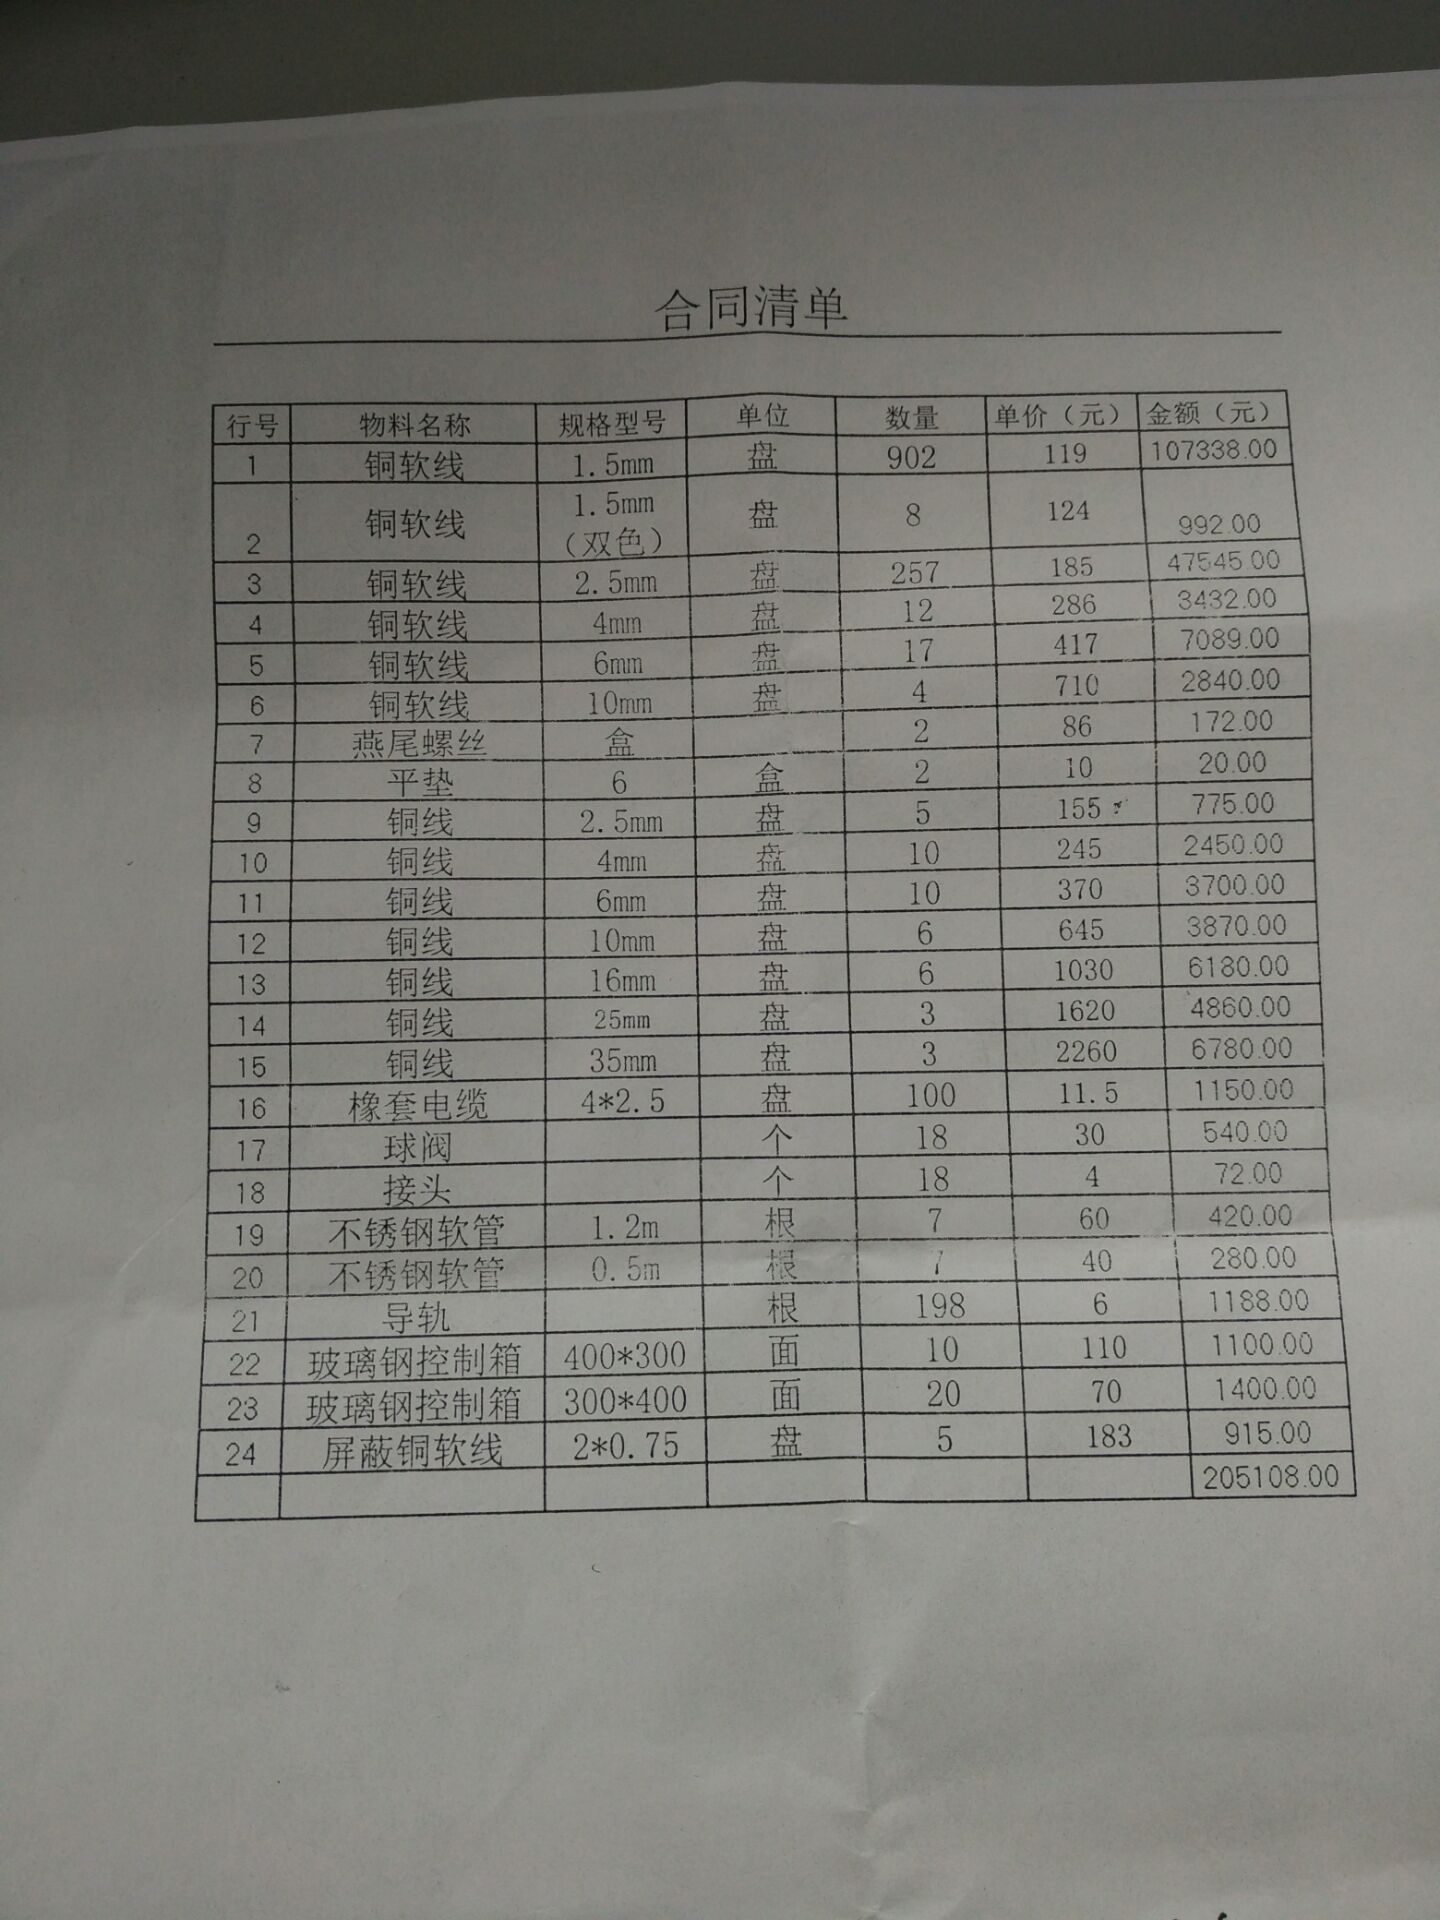 合同清单
行号 物料名称 规格型号 单位 数量 单价（元） 金额（元）
1 铜软线 1.5mm 盘 902 119 107338.00
2 铜软线 1.5mm（双色） 盘 8 124 992.00
3 铜软线 2.5mm 盘 257 185 47545.00
4 铜软线 4mm 盘 12 286 3432.00
5 铜软线 6mm 盘 17 417 7089.00
6 铜软线 10mm 盘 4 710 2840.00
7 燕尾螺丝 盒 2 86 172.00
8 平垫 6 盒 2 10 20.00
9 铜线 2.5mm 盘 5 155 775.00
10 铜线 4mm 盘 10 245 2450.00
11 铜线 6mm 盘 10 370 3700.00
12 铜线 10mm 盘 6 645 3870.00
13 铜线 16mm 盘 6 1030 6180.00
14 铜线 25mm 盘 3 1620 4860.00
15 铜线 35mm 盘 3 2260 6780.00
16 橡套电缆 4*2.5 盘 100 11.5 1150.00
17 球阀 个 18 30 540.00
18 接头 个 18 4 72.00
19 不锈钢软管 1.2m 根 7 60 420.00
20 不锈钢软管 0.5m 根 7 40 280.00
21 导轨 根 198 6 1188.00
22 玻璃钢控制箱 400*300 面 10 110 1100.00
23 玻璃钢控制箱 300*400 面 20 70 1400.00
24 屏蔽铜软线 2*0.75 盘 5 183 915.00
205108.00